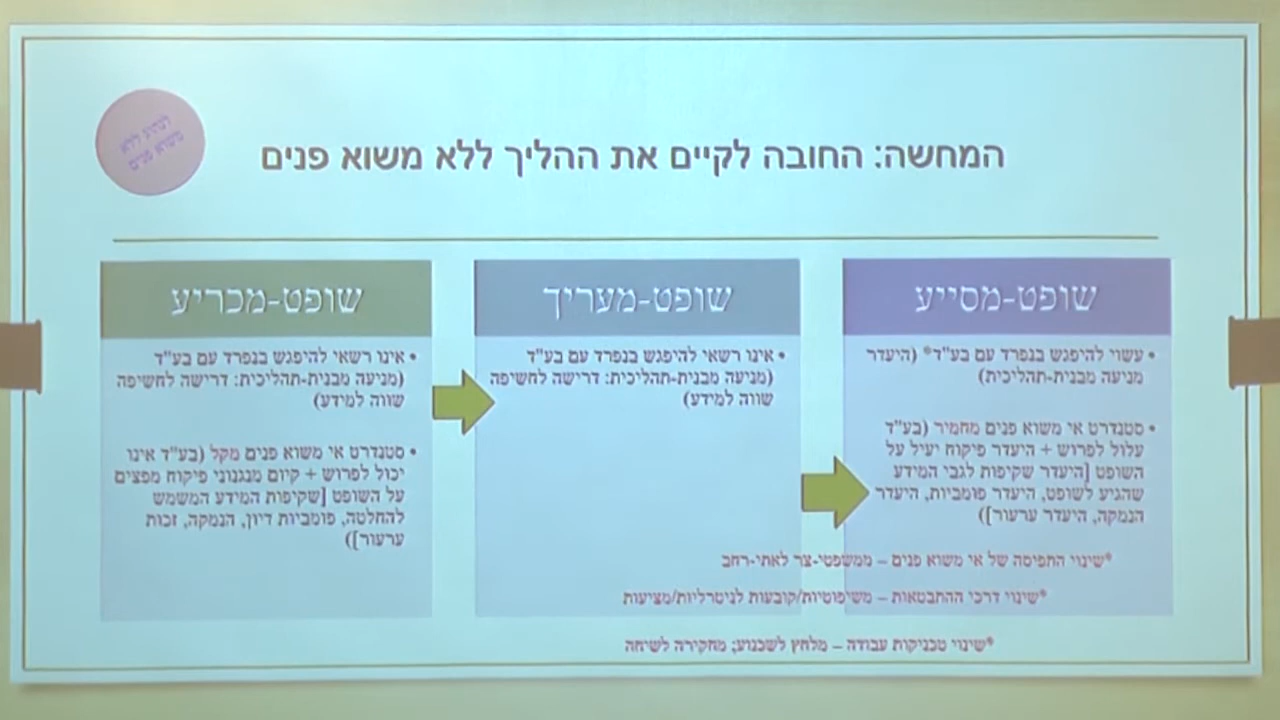 לנהוג ללא
משוא פנים
המחשה: החובה לקיים את ההליך ללא משוא פנים
שופט-מסייע
• עשוי להיפגש בנפרד עם בע"ד* (היעדר
מניעה מבנית-תהליכית)
• סטנדרט אי משוא פנים מחמיר (בע"ד
עלול לפרוש + היעדר פיקוח יעיל על
השופט [היעדר שקיפות לגבי המידע
שהגיע לשופט, היעדר פומביות, היעדר
הנמקה, היעדר ערעור])
שופט-מעריך
• אינו רשאי להיפגש בנפרד עם בע"ד
(מניעה מבנית-תהליכית: דרישה לחשיפה
שווה למידע)
שופט-מכריע
• אינו רשאי להיפגש בנפרד עם בע"ד
(מניעה מבנית-תהליכית: דרישה לחשיפה
שווה למידע)
• סטנדרט אי משוא פנים מקל (בע"ד אינו
יכול לפרוש + קיום מנגנוני פיקוח מפצים
על השופט [שקיפות המידע המשמש
להחלטה, פומביות דיון, הנמקה, זכות
ערעור])
*שינוי התפיסה של אי משוא פנים – ממשפטי-צר לאתי-רחב
*שינוי דרכי ההתבטאות – משיפוטיות/קובעות לניטרליות/מציעות
*שינוי טכניקות עבודה – מלחץ לשכנוע; מחקירה לשיחה